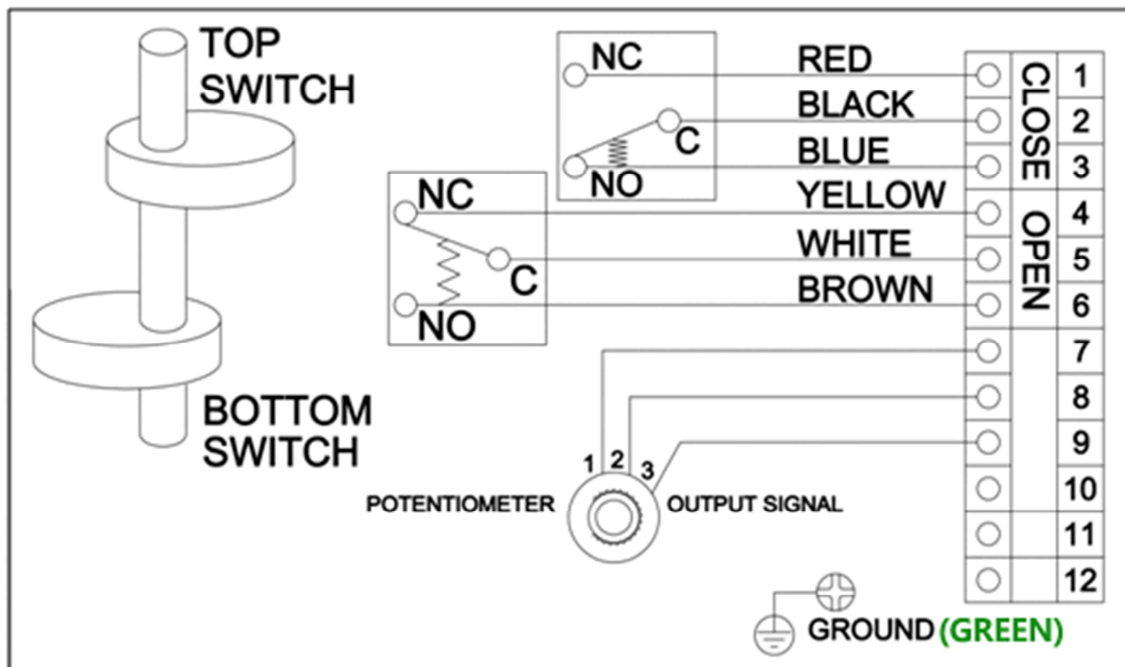 TOP
SWITCH
BOTTOM
SWITCH
NC
C
NO
NC
C
NO
RED
BLACK
BLUE
YELLOW
WHITE
BROWN
CLOSE
OPEN
1
2
3
4
5
6
7
8
9
10
11
12
1 2 3
POTENTIOMETER
OUTPUT SIGNAL
GROUND (GREEN)